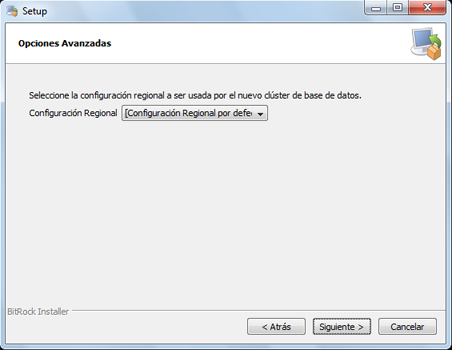 Setup
Opciones Avanzadas
Seleccione la configuración regional a ser usada por el nuevo clúster de base de datos.
Configuración Regional [Configuración Regional por defe
BitRock Installer
< Atrás Siguiente > Cancelar